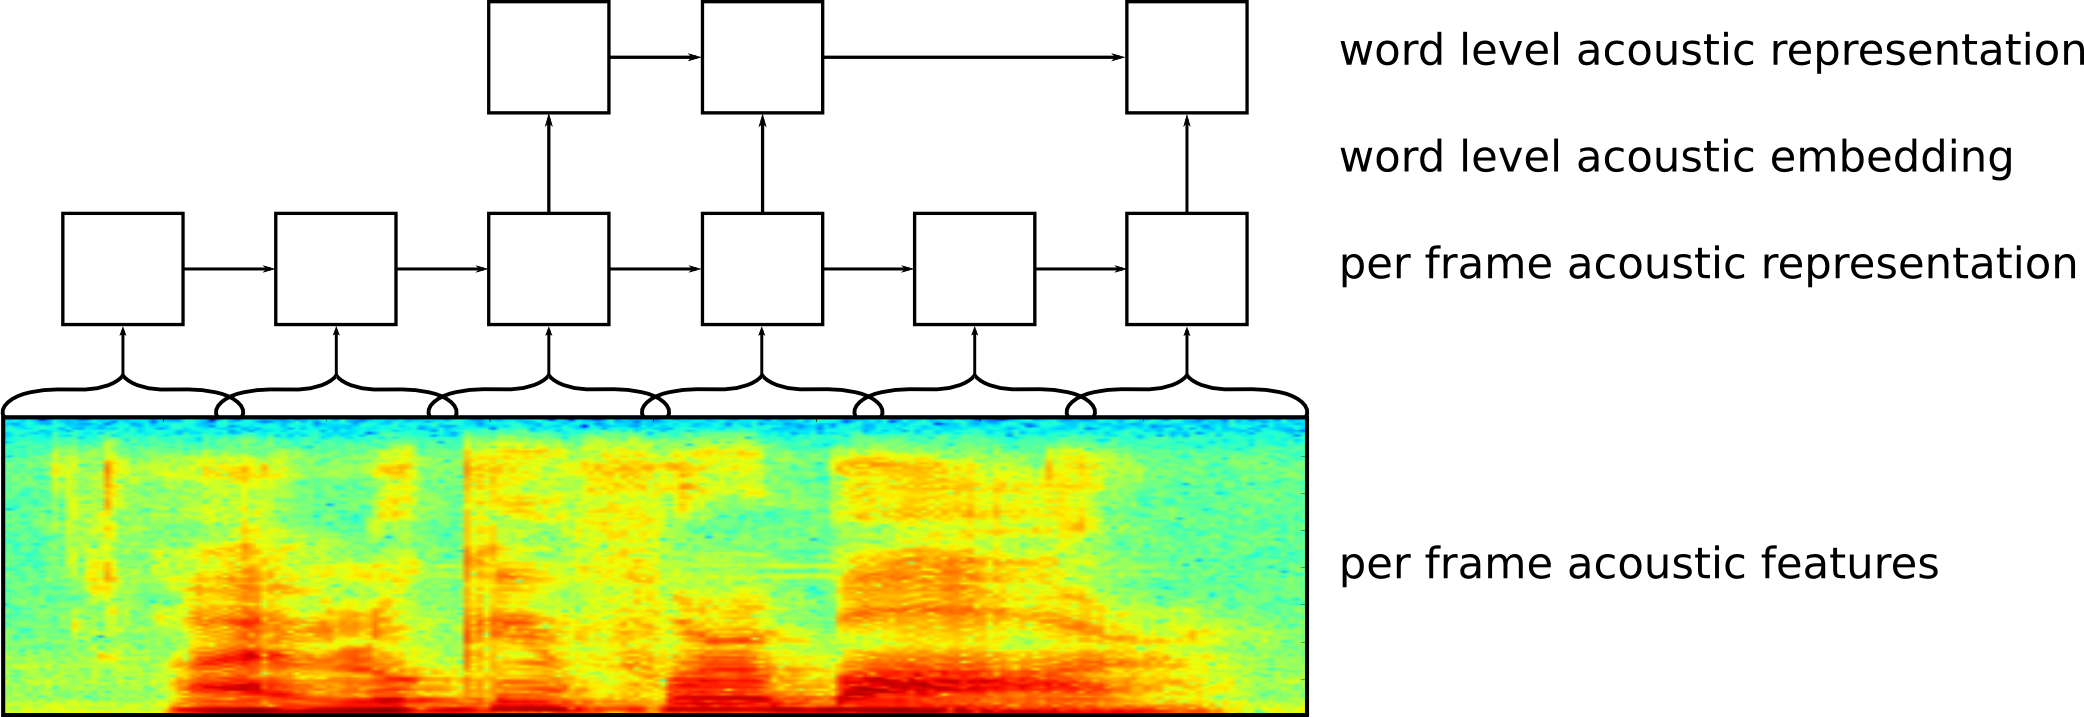 word level acoustic representation
word level acoustic embedding
per frame acoustic representation
per frame acoustic features